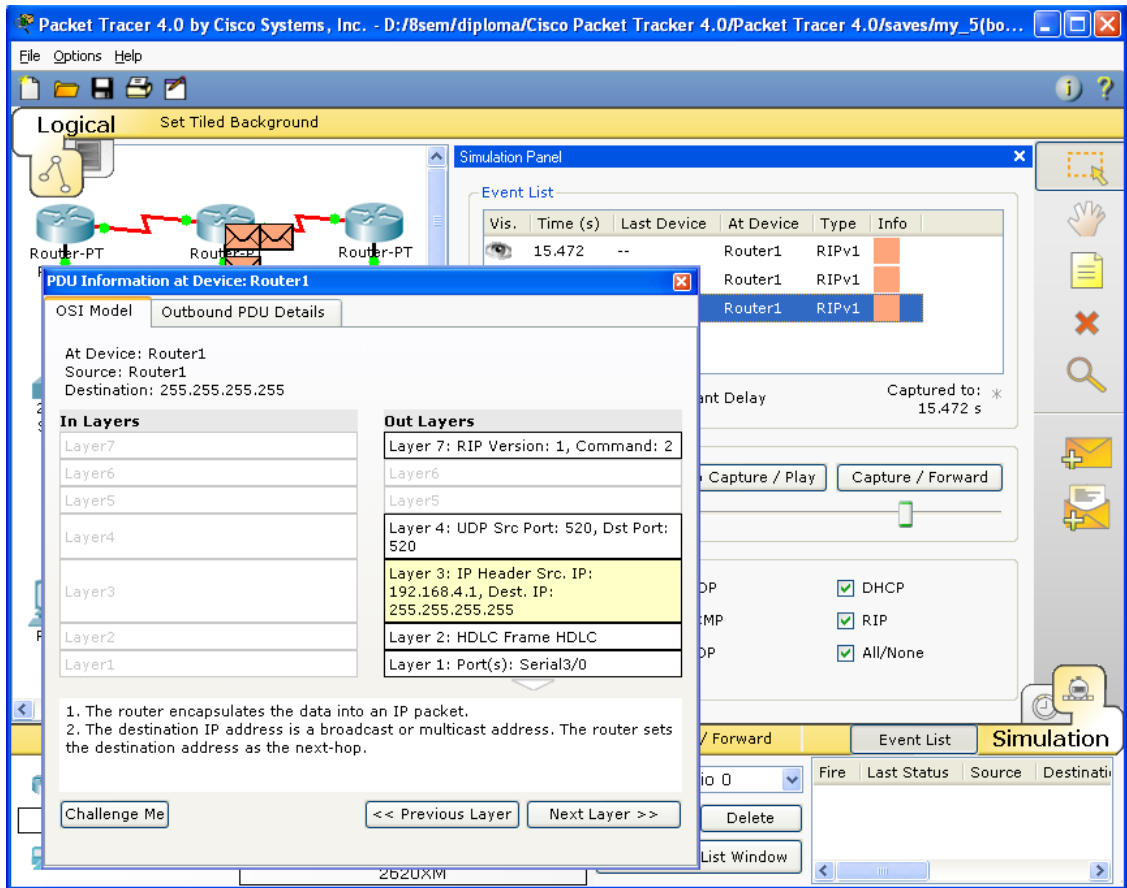 Packet Tracer 4.0 by Cisco Systems, Inc. - D:/8sem/diploma/Cisco Packet Tracker 4.0/Packet Tracer 4.0/saves/my_5(bo...
File Options Help
Logical Set Tiled Background
Simulation Panel
Event List
Vis. Time (s) Last Device At Device Type Info
15.472 -- Router1 RIPv1
Router1 RIPv1
Router1 RIPv1
Router-PT
Router-PT
Captured to:
15.472 s
ant Delay
Capture / Play Capture / Forward
DHCP
RIP
All/None
PDU Information at Device: Router1
OSI Model Outbound PDU Details
At Device: Router1
Source: Router1
Destination: 255.255.255.255
In Layers
Layer7
Layer6
Layer5
Layer4
Layer3
Layer2
Layer1
Out Layers
Layer 7: RIP Version: 1, Command: 2
Layer6
Layer5
Layer 4: UDP Src Port: 520, Dst Port:
520
Layer 3: IP Header Src. IP:
192.168.4.1, Dest. IP:
255.255.255.255
Layer 2: HDLC Frame HDLC
Layer 1: Port(s): Serial3/0
1. The router encapsulates the data into an IP packet.
2. The destination IP address is a broadcast or multicast address. The router sets
the destination address as the next-hop.
Challenge Me << Previous Layer Next Layer >>
/ Forward Event List Simulation
io 0
Fire Last Status Source Destinati
Delete
List Window
2620XM